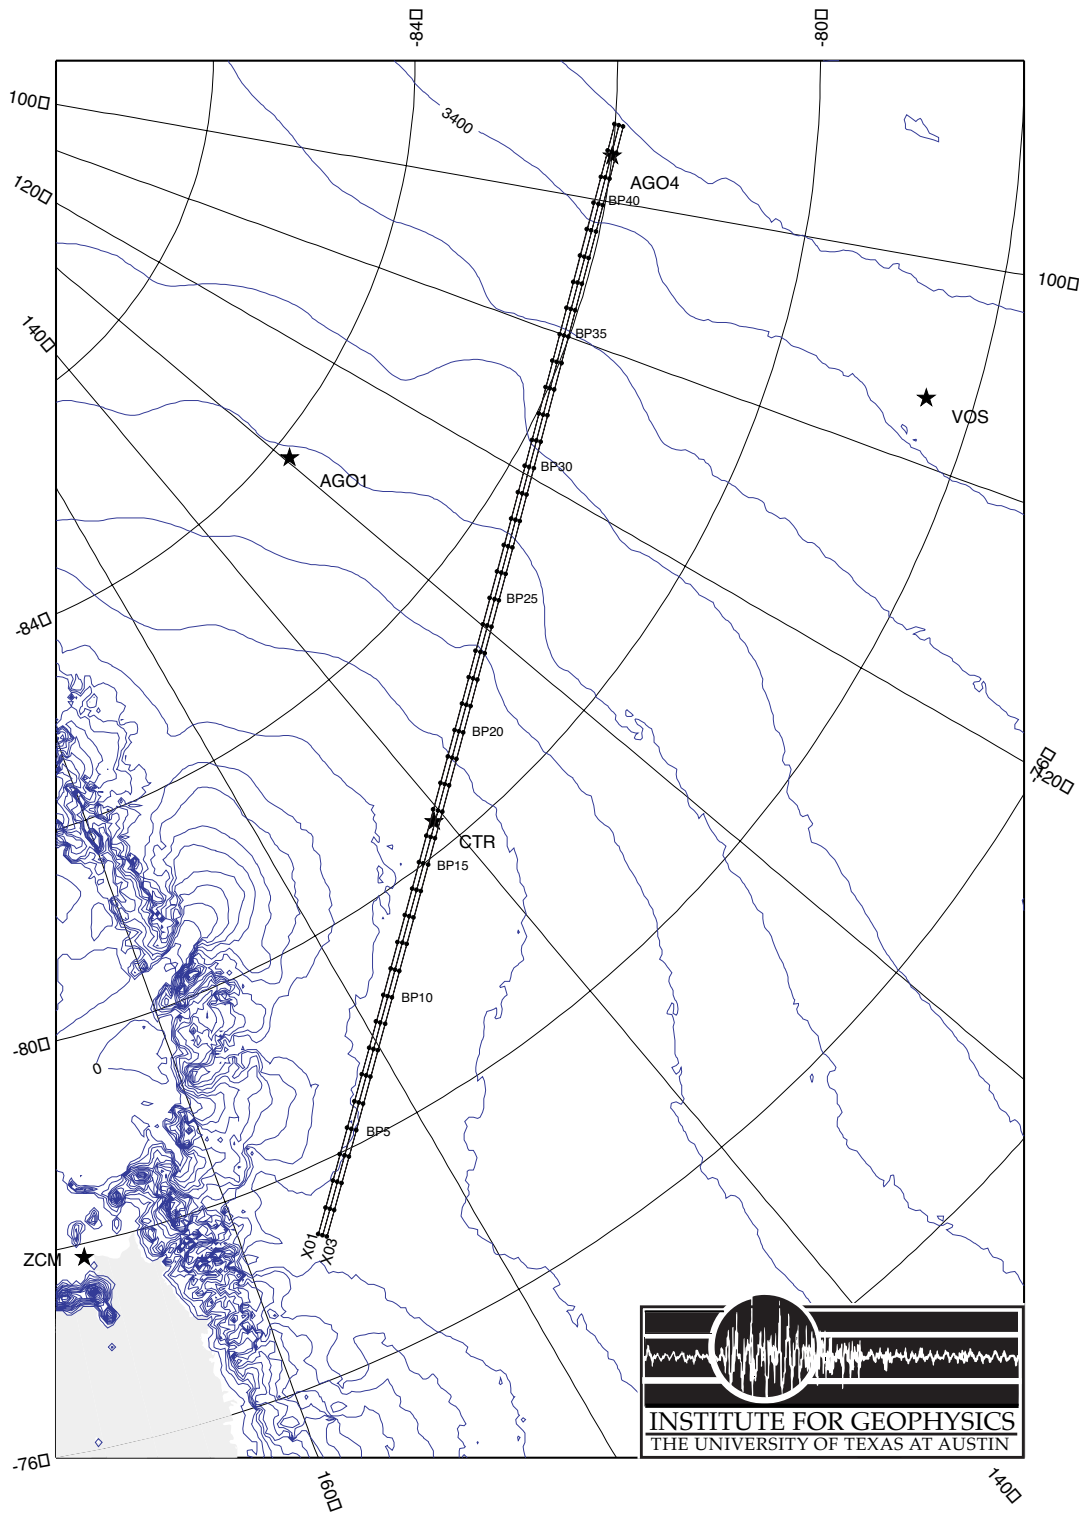 -84▯
-80▯
100▯
3400
120▯
AGO4
BP40
100▯
140▯
BP35
VOS
AGO1
BP30
-84▯
BP25
BP20
120▯
CTR
BP15
BP10
-80▯
0
BP5
X01
X03
ZCM
INSTITUTE FOR GEOPHYSICS
THE UNIVERSITY OF TEXAS AT AUSTIN
-76▯
160▯
140▯